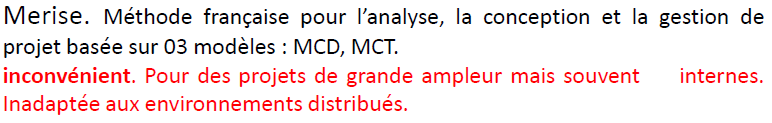 Merise. Méthode française pour l’analyse, la conception et la gestion de
projet basée sur 03 modèles : MCD, MCT.
inconvénient. Pour des projets de grande ampleur mais souvent internes.
Inadaptée aux environnements distribués.